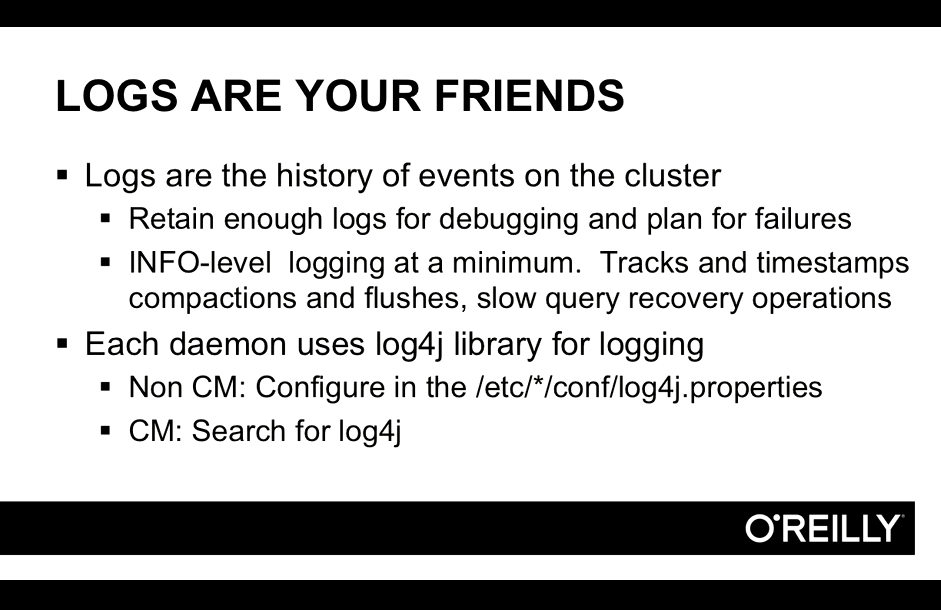 LOGS ARE YOUR FRIENDS
▪ Logs are the history of events on the cluster
▪ Retain enough logs for debugging and plan for failures
▪ INFO-level  logging at a minimum.  Tracks and timestamps
compactions and flushes, slow query recovery operations
▪ Each daemon uses log4j library for logging
▪ Non CM: Configure in the /etc/*/conf/log4j.properties
▪ CM: Search for log4j
O'REILLY